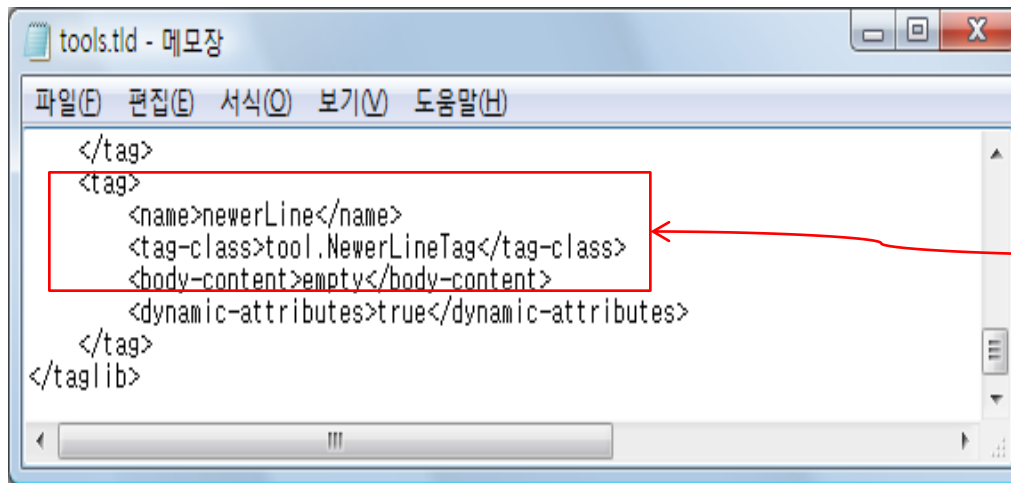 tools.tld - 메모장
파일(F) 편집(E) 서식(O) 보기(V) 도움말(H)
</tag>
<tag>
<name>newerLine</name>
<tag-class>tool.NewerLineTag</tag-class>
<body-content>empty</body-content>
<dynamic-attributes>true</dynamic-attributes>
</tag>
</taglib>